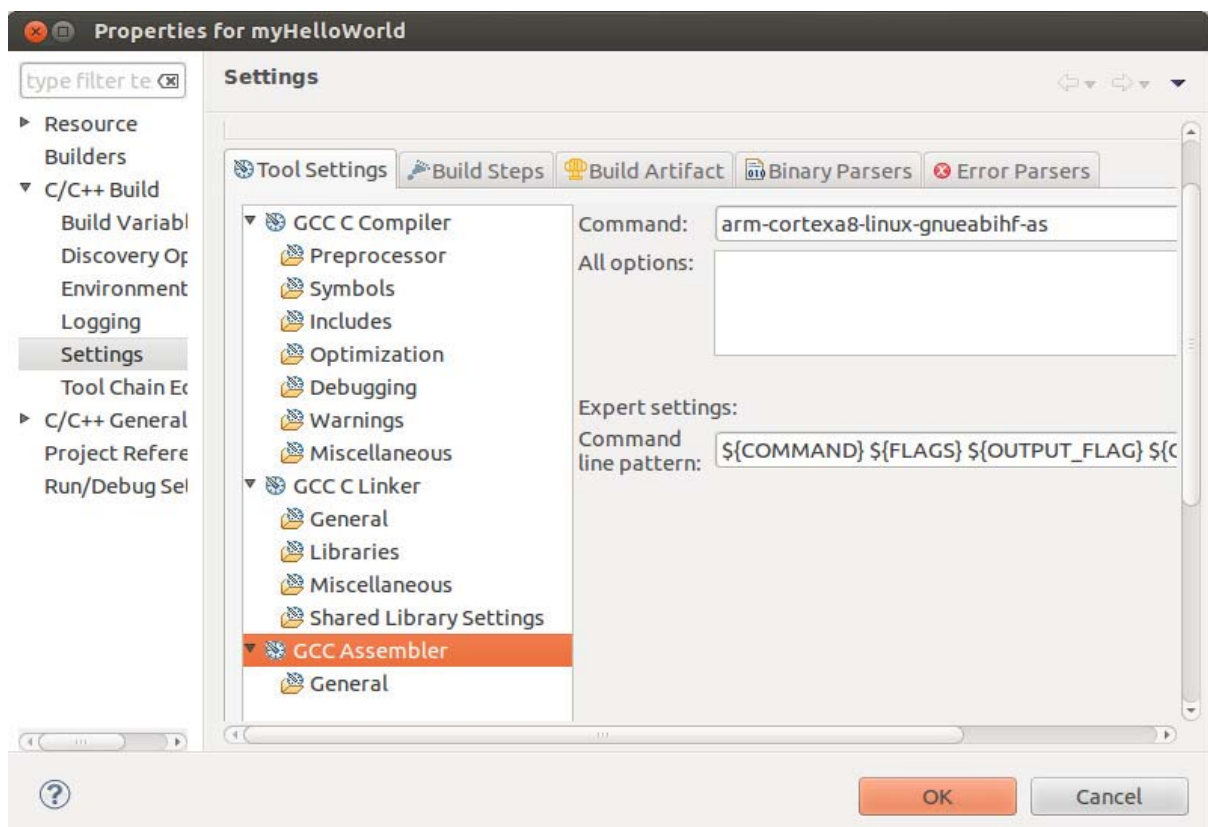 Properties for myHelloWorld
type filter te
Settings
Resource
Builders
C/C++ Build
Build Variabl
Discovery Op
Environment
Logging
Settings
Tool Chain Ed
C/C++ General
Project Refere
Run/Debug Set
Tool Settings
Build Steps
Build Artifact
010
Binary Parsers
Error Parsers
GCC C Compiler
Preprocessor
Symbols
Includes
Optimization
Debugging
Warnings
Miscellaneous
GCC C Linker
General
Libraries
Miscellaneous
Shared Library Settings
GCC Assembler
General
Command:
arm-cortexa8-linux-gnueabihf-as
All options:
Expert settings:
Command
line pattern:
${COMMAND} ${FLAGS} ${OUTPUT_FLAG} ${C
?
OK
Cancel